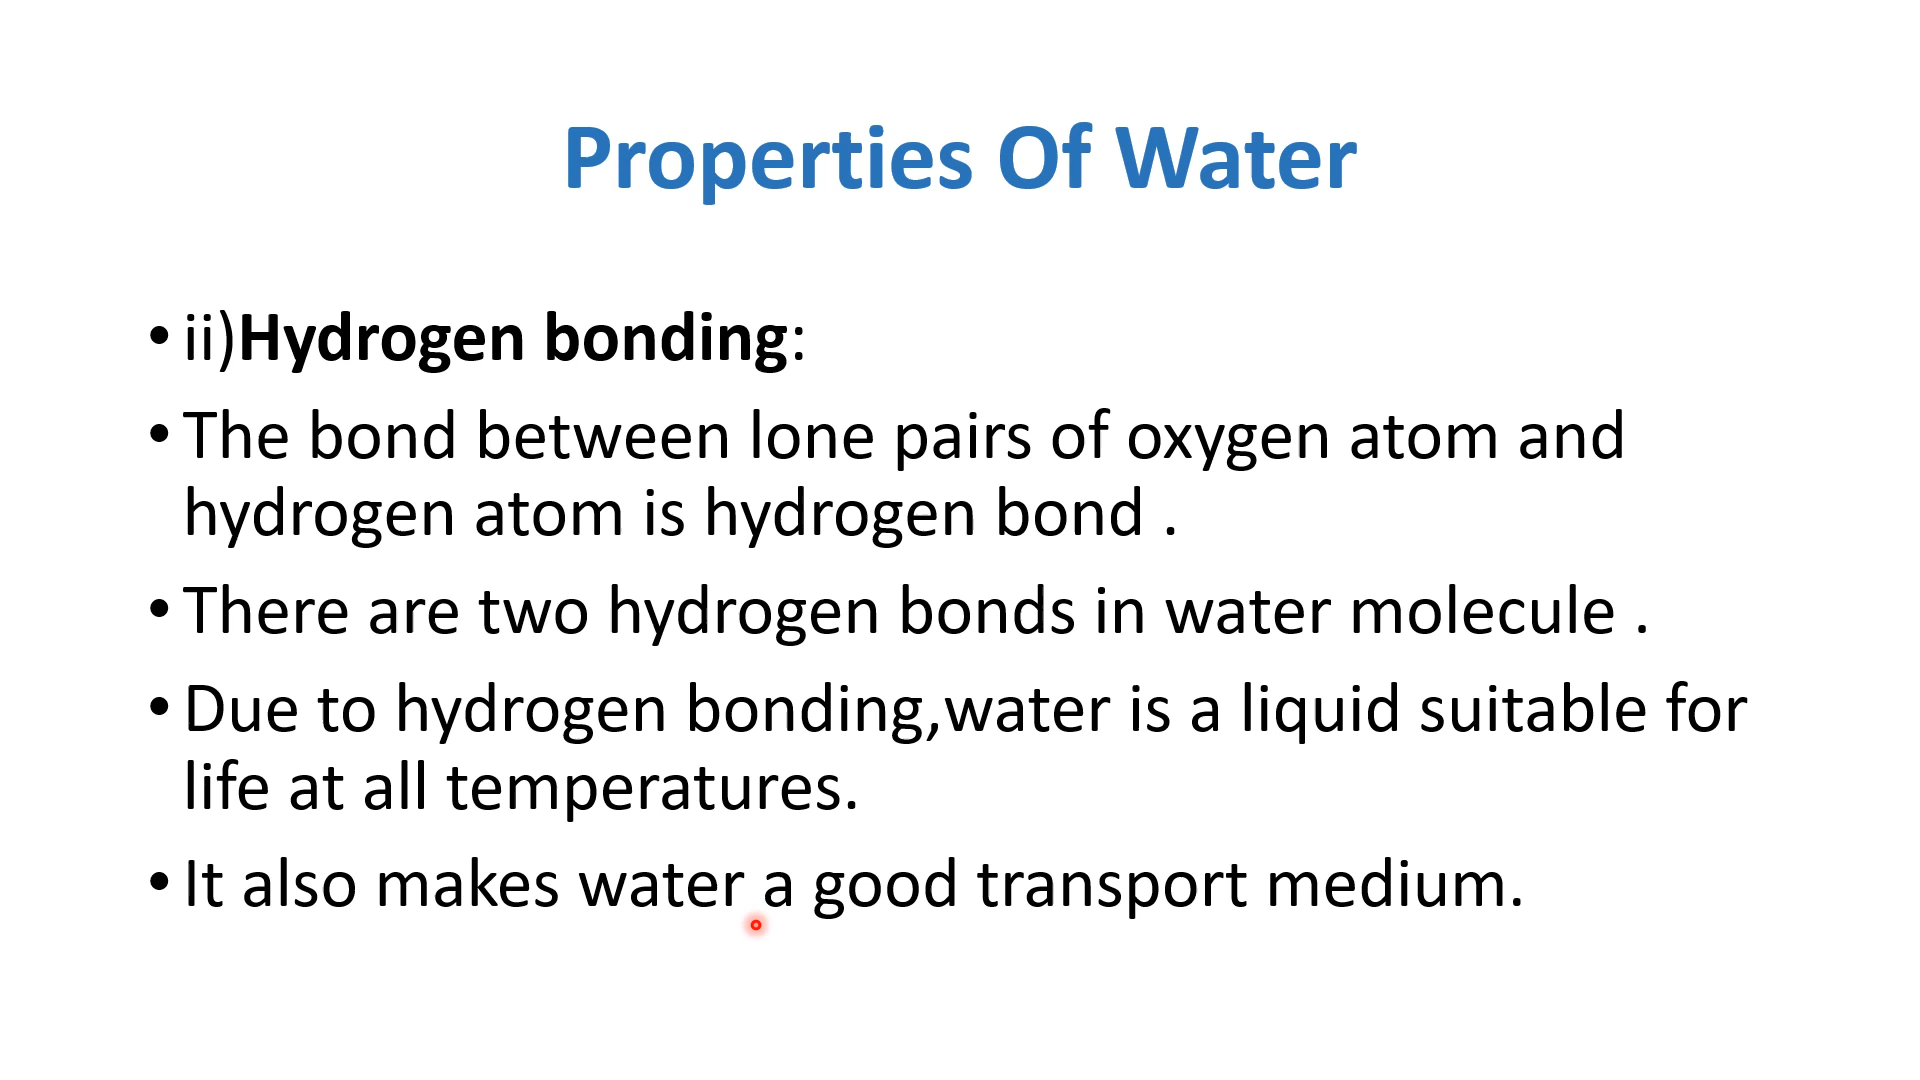 Properties Of Water
• ii)Hydrogen bonding:
• The bond between lone pairs of oxygen atom and
hydrogen atom is hydrogen bond .
• There are two hydrogen bonds in water molecule .
• Due to hydrogen bonding,water is a liquid suitable for
life at all temperatures.
• It also makes water a good transport medium.